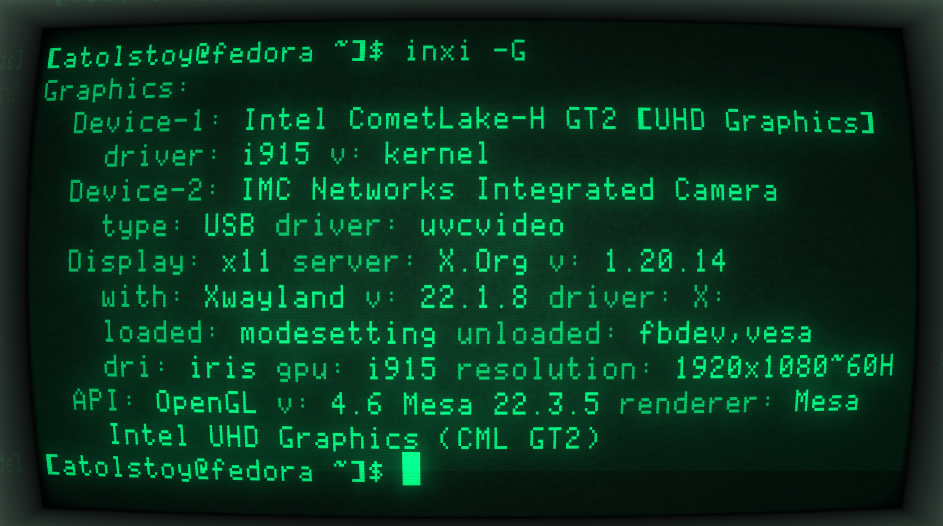 [atolstoy@fedora ~]$ inxi -G
Graphics:
Device-1: Intel CometLake-H GT2 [UHD Graphics]
driver: i915 v: kernel
Device-2: IMC Networks Integrated Camera
type: USB driver: uvcvideo
Display: x11 server: X.Org v: 1.20.14
with: Xwayland v: 22.1.8 driver: X:
loaded: modesetting unloaded: fbdev,vesa
dri: iris gpu: i915 resolution: 1920x1080~60H
API: OpenGL v: 4.6 Mesa 22.3.5 renderer: Mesa
Intel UHD Graphics (CML GT2)
[atolstoy@fedora ~]$